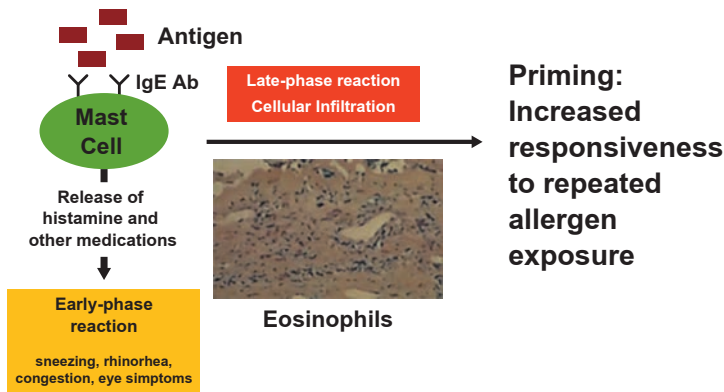 Antigen
IgE Ab
Mast
Cell
Release of
histamine and
other medications
Early-phase
reaction
sneezing, rhinorhea,
congestion, eye simptoms
Late-phase reaction
Cellular Infiltration
Eosinophils
Priming:
Increased
responsiveness
to repeated
allergen
exposure